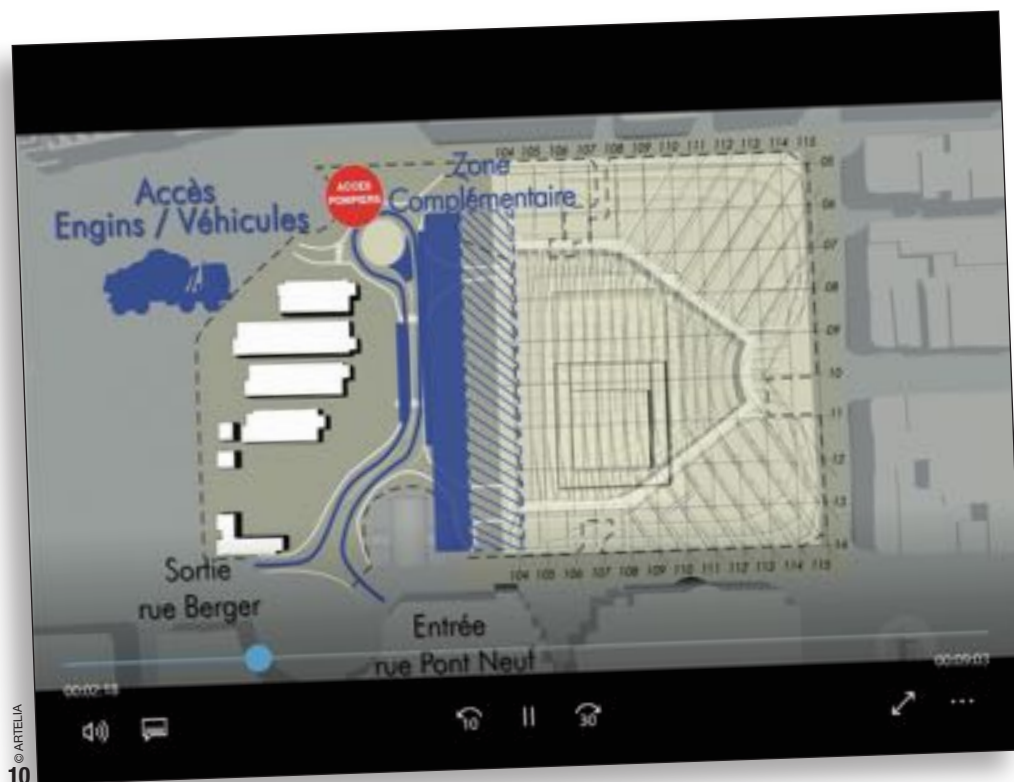 104 105 106 107 108 109 110 111 112 113 114 115
Zone
Complémentaire
ACCES
POMPIERS
Accès
Engins / Véhicules
05
06
07
08
09
10
11
12
13
14
104 105 106 107 108 109 110 111 112 113 114 115
Sortie
rue Berger
Entrée
rue Pont Neuf
00:02:18
00:09:03
10
30
© ARTELIA
10